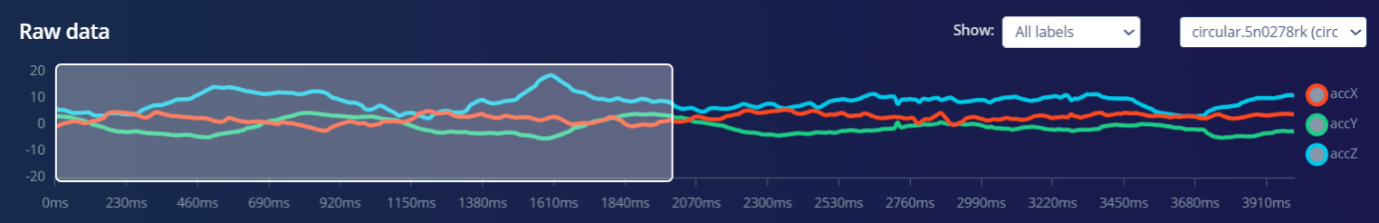 Raw data
Show: All labels circular.5n0278rk (circ
20
10
0
-10
-20
accX
accY
accZ
0ms 230ms 460ms 690ms 920ms 1150ms 1380ms 1610ms 1840ms 2070ms 2300ms 2530ms 2760ms 2990ms 3220ms 3450ms 3680ms 3910ms